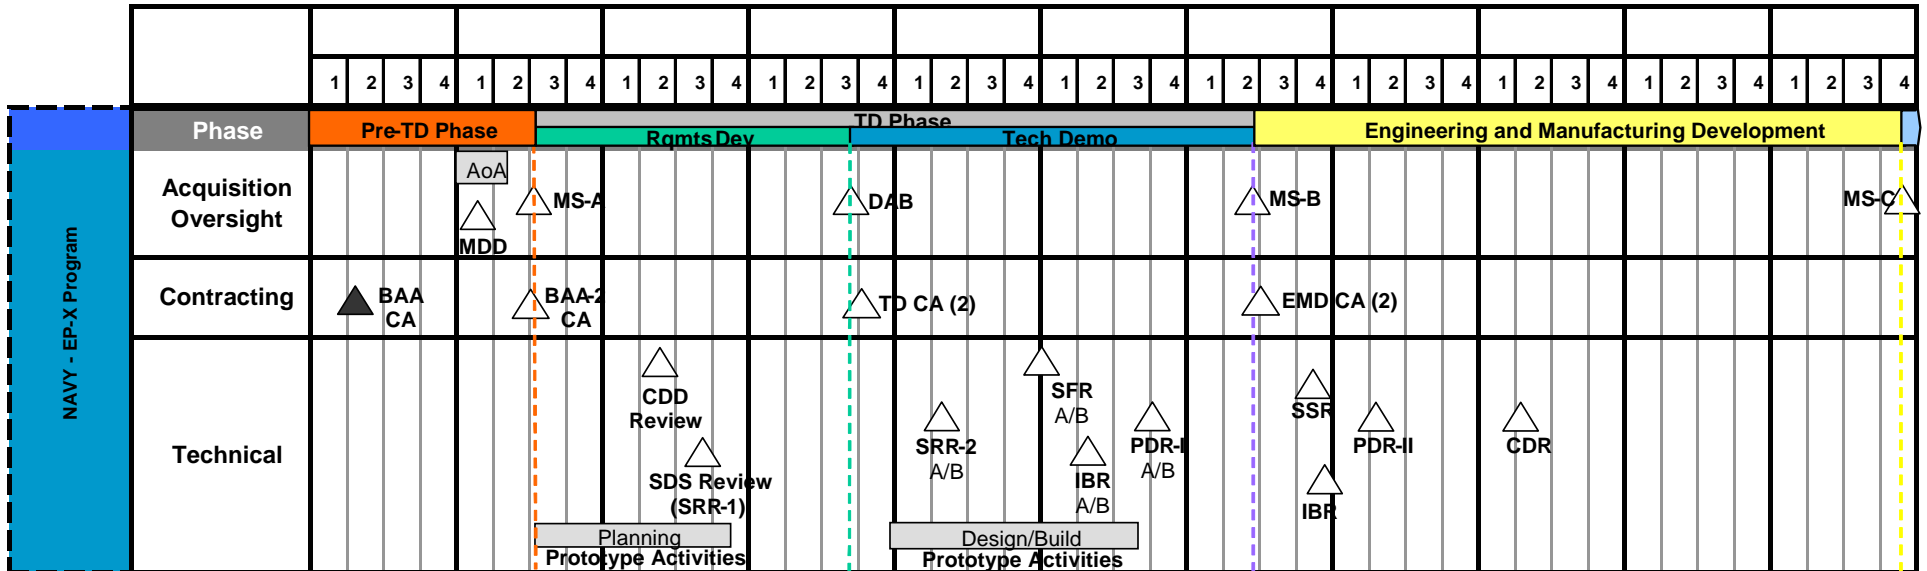 1 2 3 4 1 2 3 4 1 2 3 4 1 2 3 4 1 2 3 4 1 2 3 4 1 2 3 4 1 2 3 4 1 2 3 4 1 2 3 4 1 2 3 4
Phase
Pre-TD Phase
TD Phase
Rqmts Dev
Tech Demo
Engineering and Manufacturing Development
NAVY - EP-X Program
Acquisition
Oversight
AoA
MDD
MS-A
DAB
MS-B
MS-C
Contracting
BAA
CA
BAA-2
CA
TD CA (2)
EMD CA (2)
Technical
CDD
Review
SDS Review
(SRR-1)
Planning
Prototype Activities
SRR-2
A/B
SFR
A/B
IBR
A/B
PDR-I
A/B
Design/Build
Prototype Activities
SSR
IBR
PDR-II
CDR